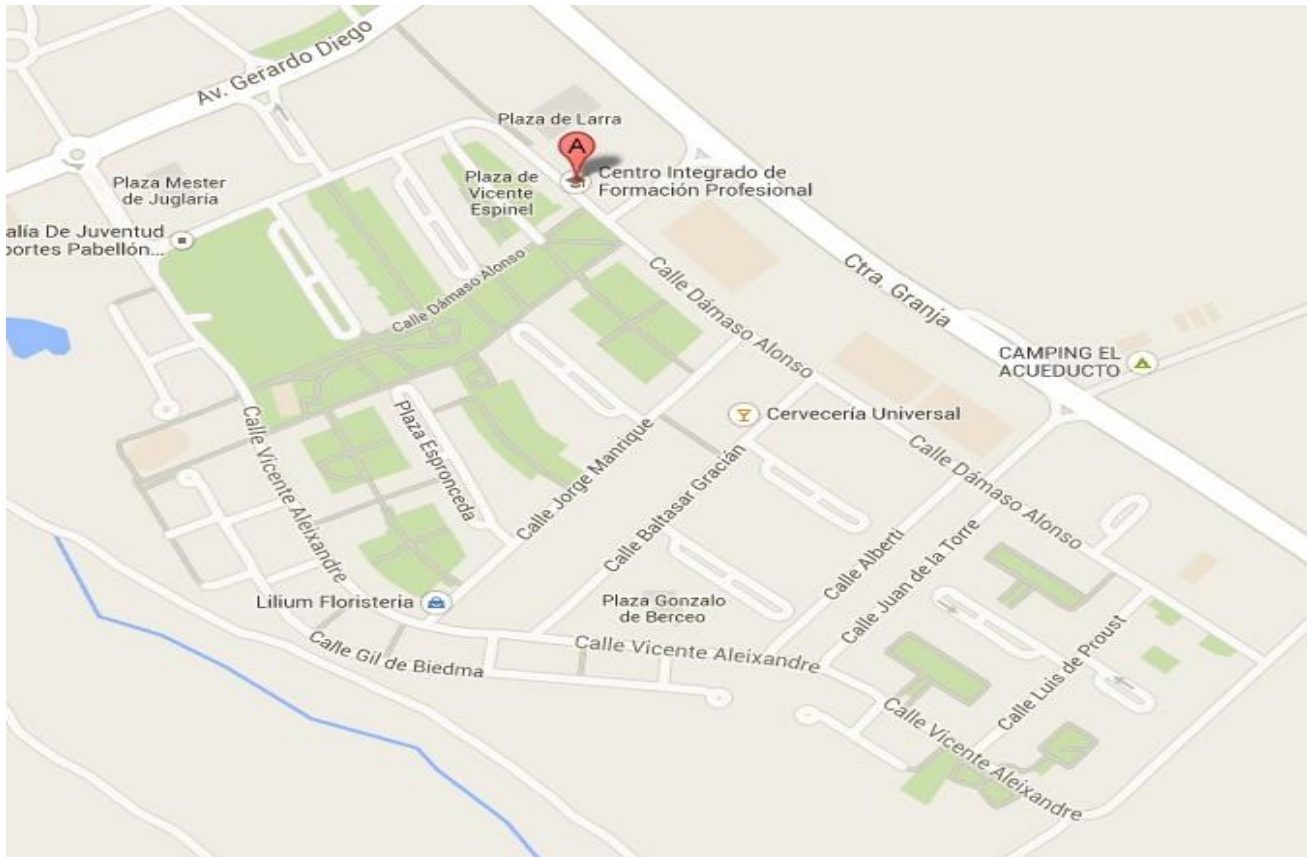 Av. Gerardo Diego
Plaza de Larra
A
Centro Integrado de
Formación Profesional
Plaza de
Vicente
Espinel
Plaza Mester
de Juglaría
alía De Juventud
portes Pabellón...
Calle Dámaso Alonso
Calle Dámaso Alonso
Ctra. Granja
CAMPING EL
ACUEDUCTO
Cervecería Universal
Plaza Espronceda
Calle Vicente Aleixandre
Calle Jorge Manrique
Calle Baltasar Gracián
Calle Dámaso Alonso
Calle Alberti
Calle Juan de la Torre
Lilium Floristeria
Plaza Gonzalo
de Berceo
Calle Gil de Biedma
Calle Vicente Aleixandre
Calle Luis de Proust
Calle Vicente Aleixandre